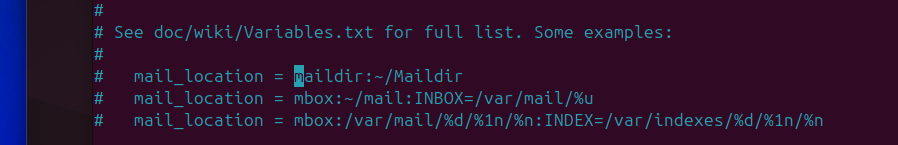 #
# See doc/wiki/Variables.txt for full list. Some examples:
#
#   mail_location = maildir:~/Maildir
#   mail_location = mbox:~/mail:INBOX=/var/mail/%u
#   mail_location = mbox:/var/mail/%d/%1n/%n:INDEX=/var/indexes/%d/%1n/%n